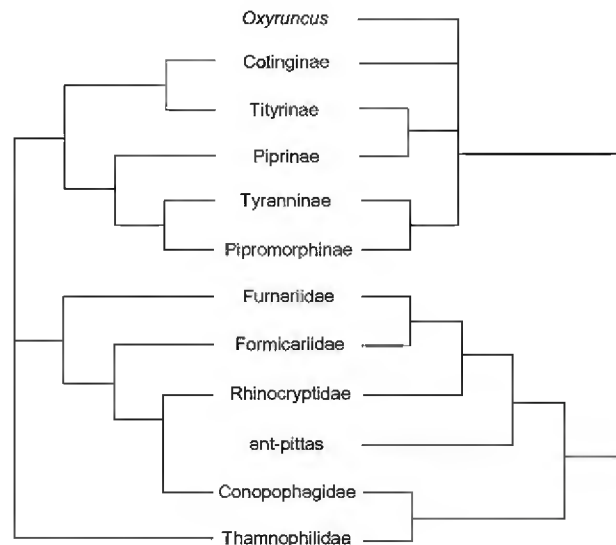 Oxyruncus
Cotinginae
Tityrinae
Piprinae
Tyranninae
Pipromorphinae
Furnariidae
Formicariidae
Rhinocryptidae
ant-pittas
Conopophagidae
Thamnophilidae